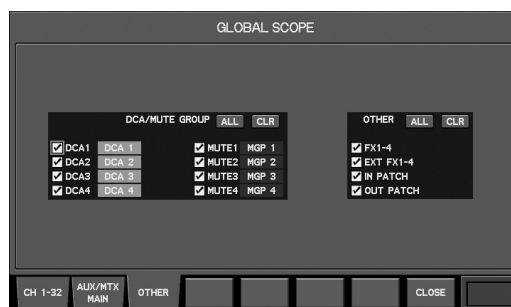 GLOBAL SCOPE
DCA/MUTE GROUP ALL CLR
OTHER ALL CLR
DCA1 DCA 1 MUTE1 MGP 1
DCA2 DCA 2 MUTE2 MGP 2
DCA3 DCA 3 MUTE3 MGP 3
DCA4 DCA 4 MUTE4 MGP 4
FX1-4
EXT FX1-4
IN PATCH
OUT PATCH
CH 1-32
AUX/MTX
MAIN
OTHER
CLOSE